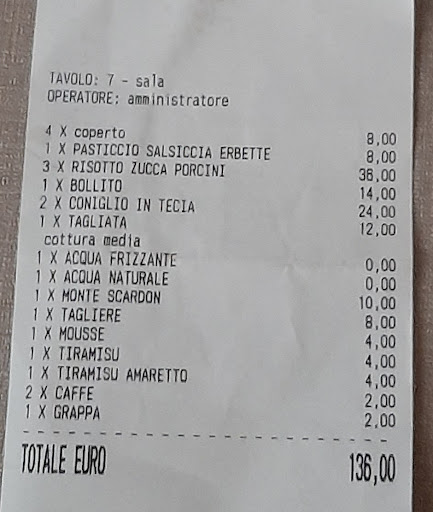 TAVOLO: 7 - sala
OPERATORE: amministratore
4 X coperto 8,00
1 X PASTICCIO SALSICCIA ERBETTE 8,00
3 X RISOTTO ZUCCA PORCINI 36,00
1 X BOLLITO 14,00
2 X CONIGLIO IN TECIA 24,00
1 X TAGLIATA 12,00
cottura media
1 X ACQUA FRIZZANTE 0,00
1 X ACQUA NATURALE 0,00
1 X MONTE SCARDON 10,00
1 X TAGLIERE 8,00
1 X MOUSSE 4,00
1 X TIRAMISU 4,00
1 X TIRAMISU AMARETTO 4,00
2 X CAFFE 2,00
1 X GRAPPA 2,00
TOTALE EURO 136,00